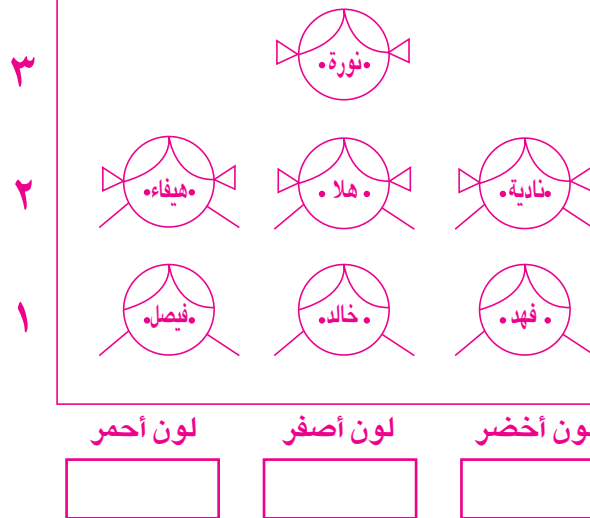 ٣
نورة
٢
نادية هلا هيفاء
١
فهد خالد فيصل
ون أخضر لون أصفر لون أحمر